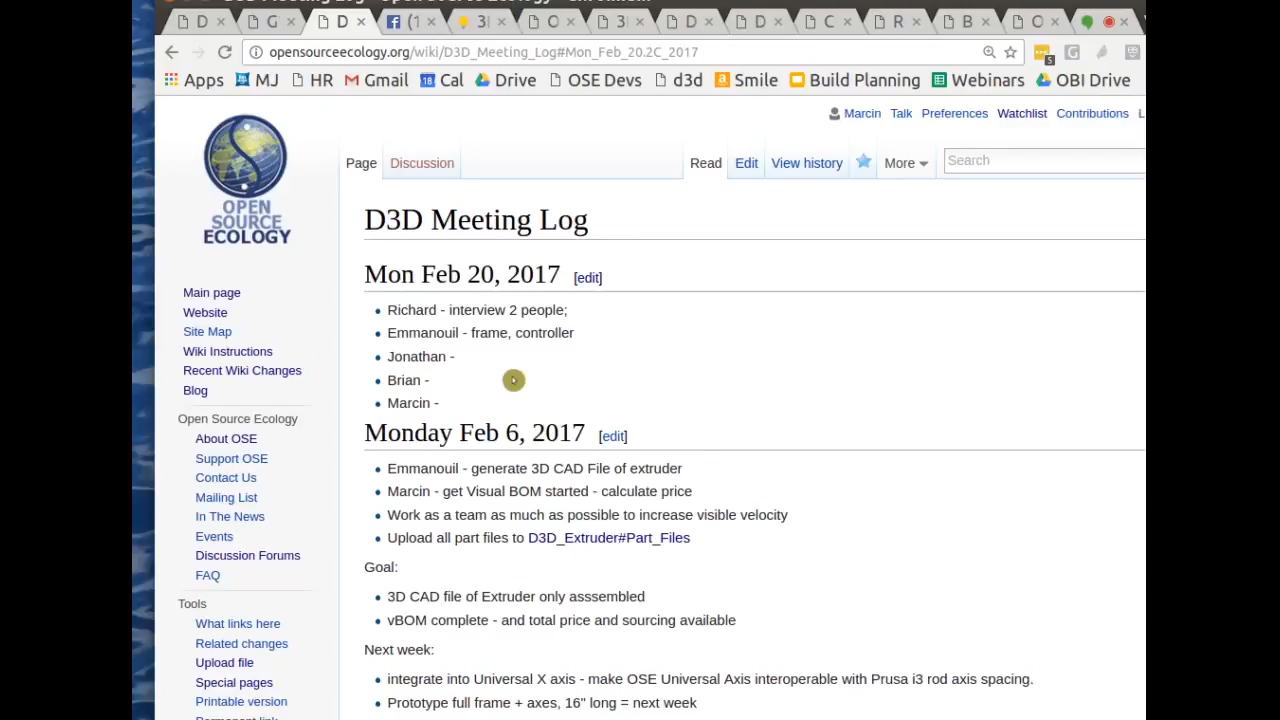 D G D f (1 3 O 3 D D C R B O
opensourceecology.org/wiki/D3D_Meeting_Log#Mon_Feb_20.2C_2017
5
Apps MJ HR Gmail 18 Cal Drive OSE Devs d3d Smile Build Planning Webinars OBI Drive
Marcin Talk Preferences Watchlist Contributions L
Page Discussion Read Edit View history More Search
OPEN
SOURCE
ECOLOGY
D3D Meeting Log
Mon Feb 20, 2017 [edit]
Richard - interview 2 people;
Emmanouil - frame, controller
Jonathan -
Brian -
Marcin -
Monday Feb 6, 2017 [edit]
Emmanouil - generate 3D CAD File of extruder
Marcin - get Visual BOM started - calculate price
Work as a team as much as possible to increase visible velocity
Upload all part files to D3D_Extruder#Part_Files
Goal:
3D CAD file of Extruder only asssembled
vBOM complete - and total price and sourcing available
Next week:
integrate into Universal X axis - make OSE Universal Axis interoperable with Prusa i3 rod axis spacing.
Prototype full frame + axes, 16" long = next week
Main page
Website
Site Map
Wiki Instructions
Recent Wiki Changes
Blog
Open Source Ecology
About OSE
Support OSE
Contact Us
Mailing List
In The News
Events
Discussion Forums
FAQ
Tools
What links here
Related changes
Upload file
Special pages
Printable version